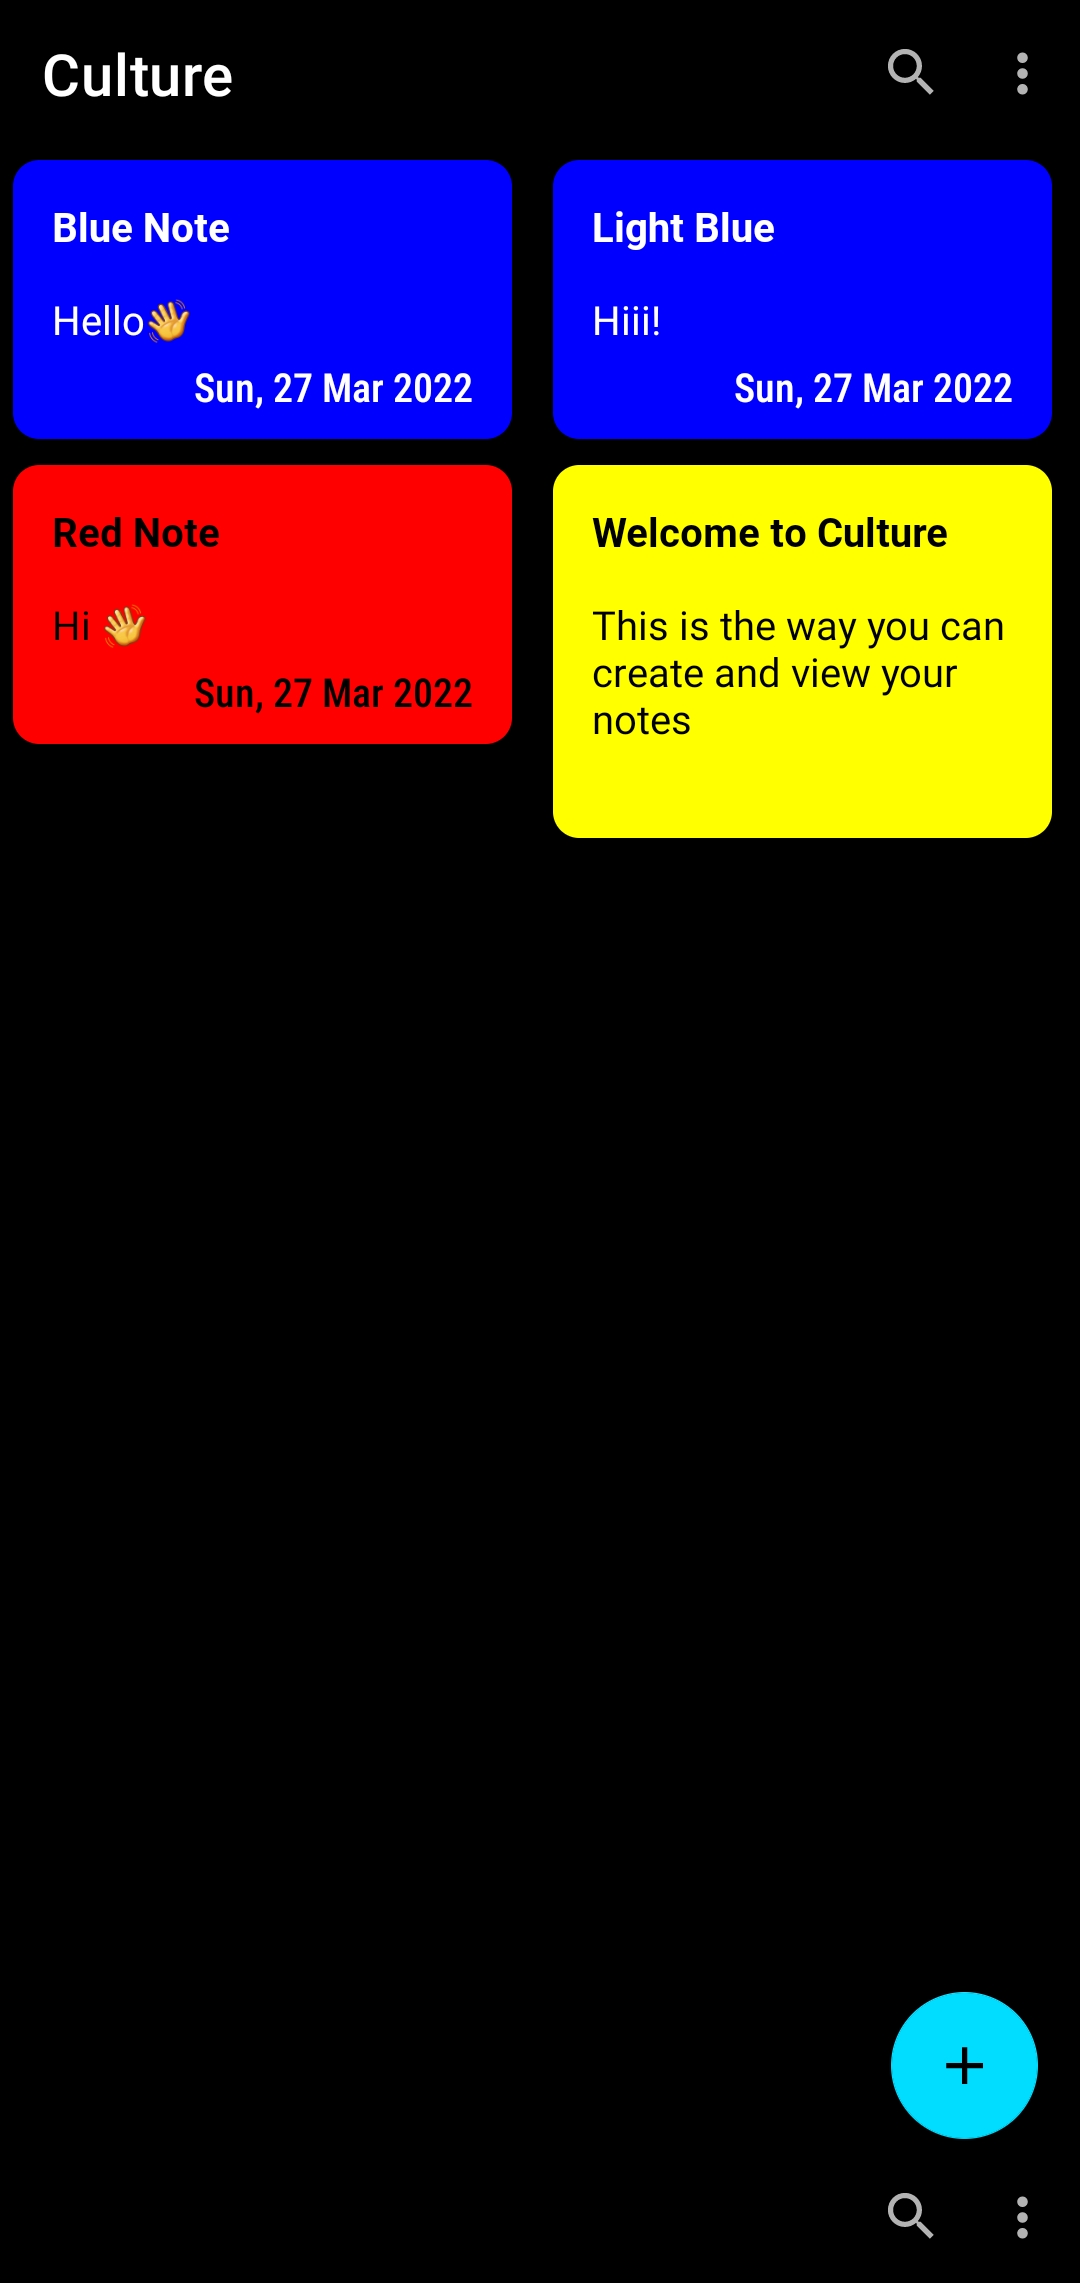 Culture
Blue Note
Hello👋
Sun, 27 Mar 2022
Light Blue
Hiii!
Sun, 27 Mar 2022
Red Note
Hi 👋
Sun, 27 Mar 2022
Welcome to Culture
This is the way you can
create and view your
notes